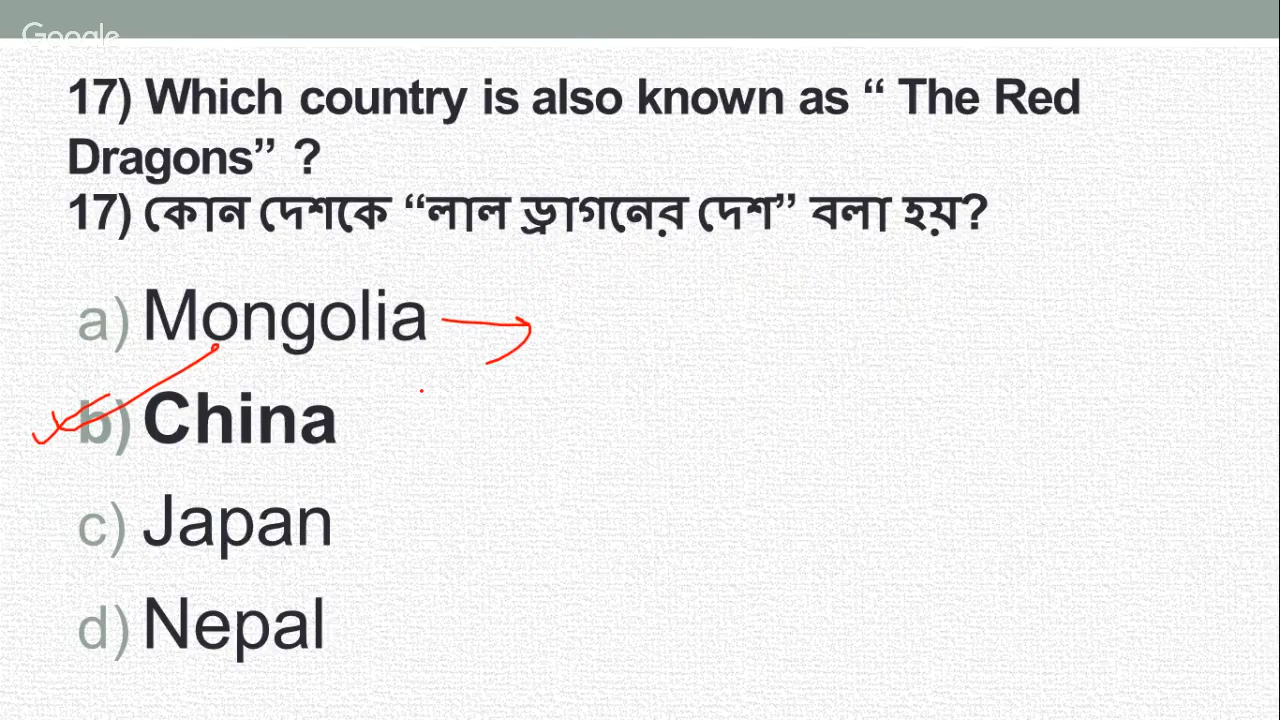 Google
17) Which country is also known as “ The Red
Dragons” ?
17) কোন দেশকে “লাল ড্রাগনের দেশ” বলা হয়?
a) Mongolia
b) China
c) Japan
d) Nepal